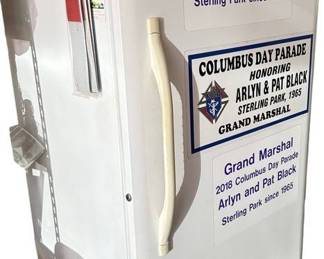 Sterling Park since
COLUMBUS DAY PARADE
HONORING
ARLYN & PAT BLACK
STERLING PARK, 1965
GRAND MARSHAL
Grand Marshal
2018 Columbus Day Parade
Arlyn and Pat Black
Sterling Park since 1965